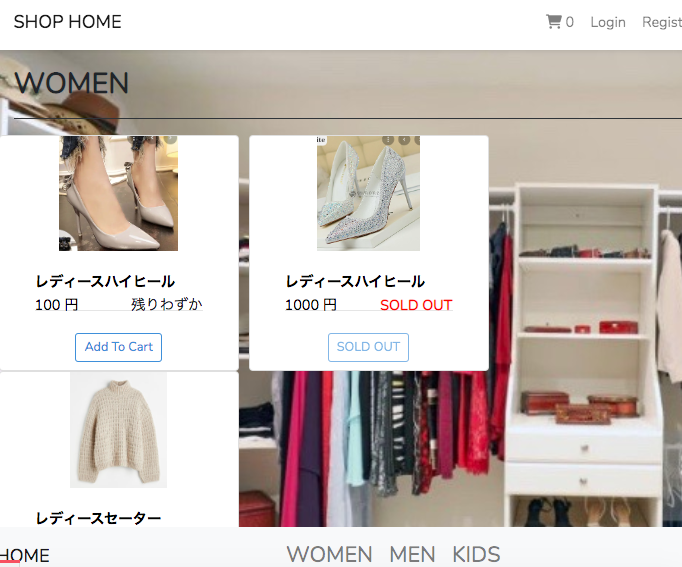 SHOP HOME
0 Login Regist
WOMEN
ite
レディースハイヒール
100 円 残りわずか
Add To Cart
レディースハイヒール
1000 円 SOLD OUT
SOLD OUT
レディースセーター
HOME
WOMEN MEN KIDS